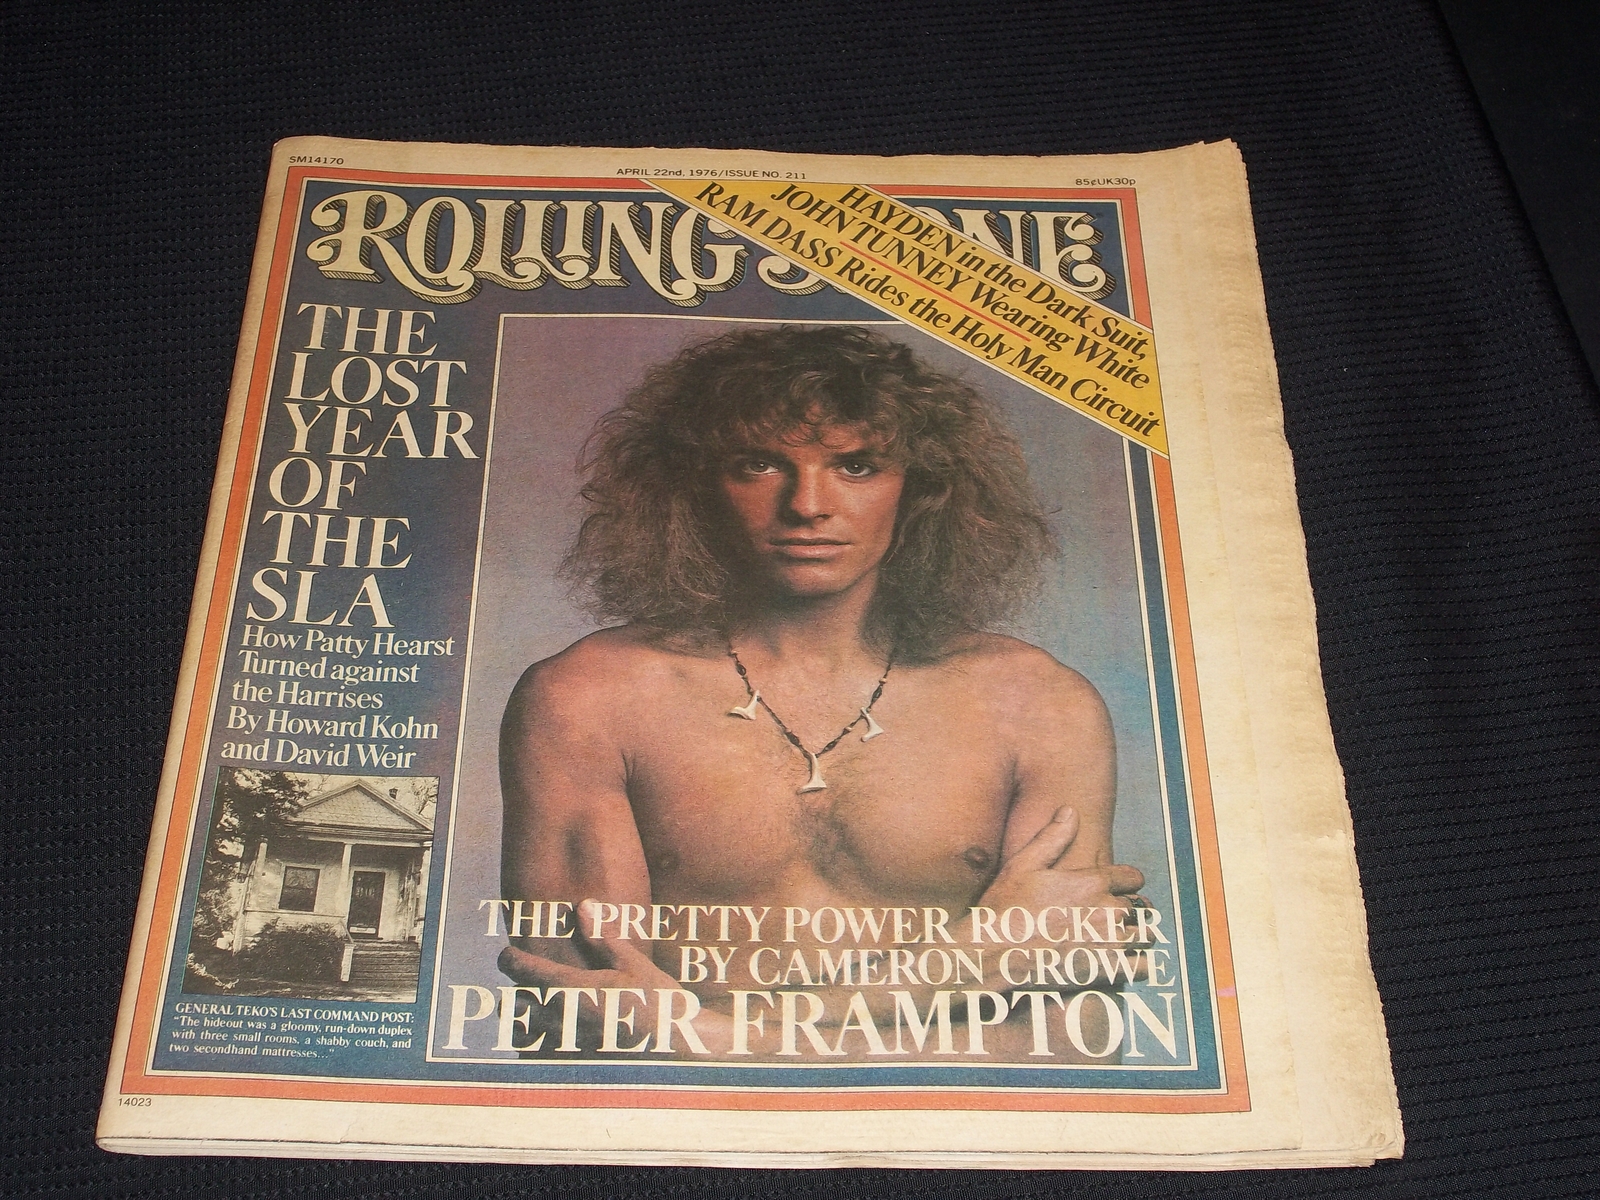 SM14170
APRIL 22nd, 1976/ISSUE NO. 211
85¢UK30p
ROLLING STONE
HAYDEN in the Dark Suit,
JOHN TUNNEY Wearing White
RAM DASS Rides the Holy Man Circuit
THE
LOST
YEAR
OF
THE
SLA
How Patty Hearst
Turned against
the Harrises
By Howard Kohn
and David Weir
GENERAL TEKO'S LAST COMMAND POST:
"The hideout was a gloomy, run-down duplex
with three small rooms, a shabby couch, and
two secondhand mattresses..."
THE PRETTY POWER ROCKER
BY CAMERON CROWE
PETER FRAMPTON
14023